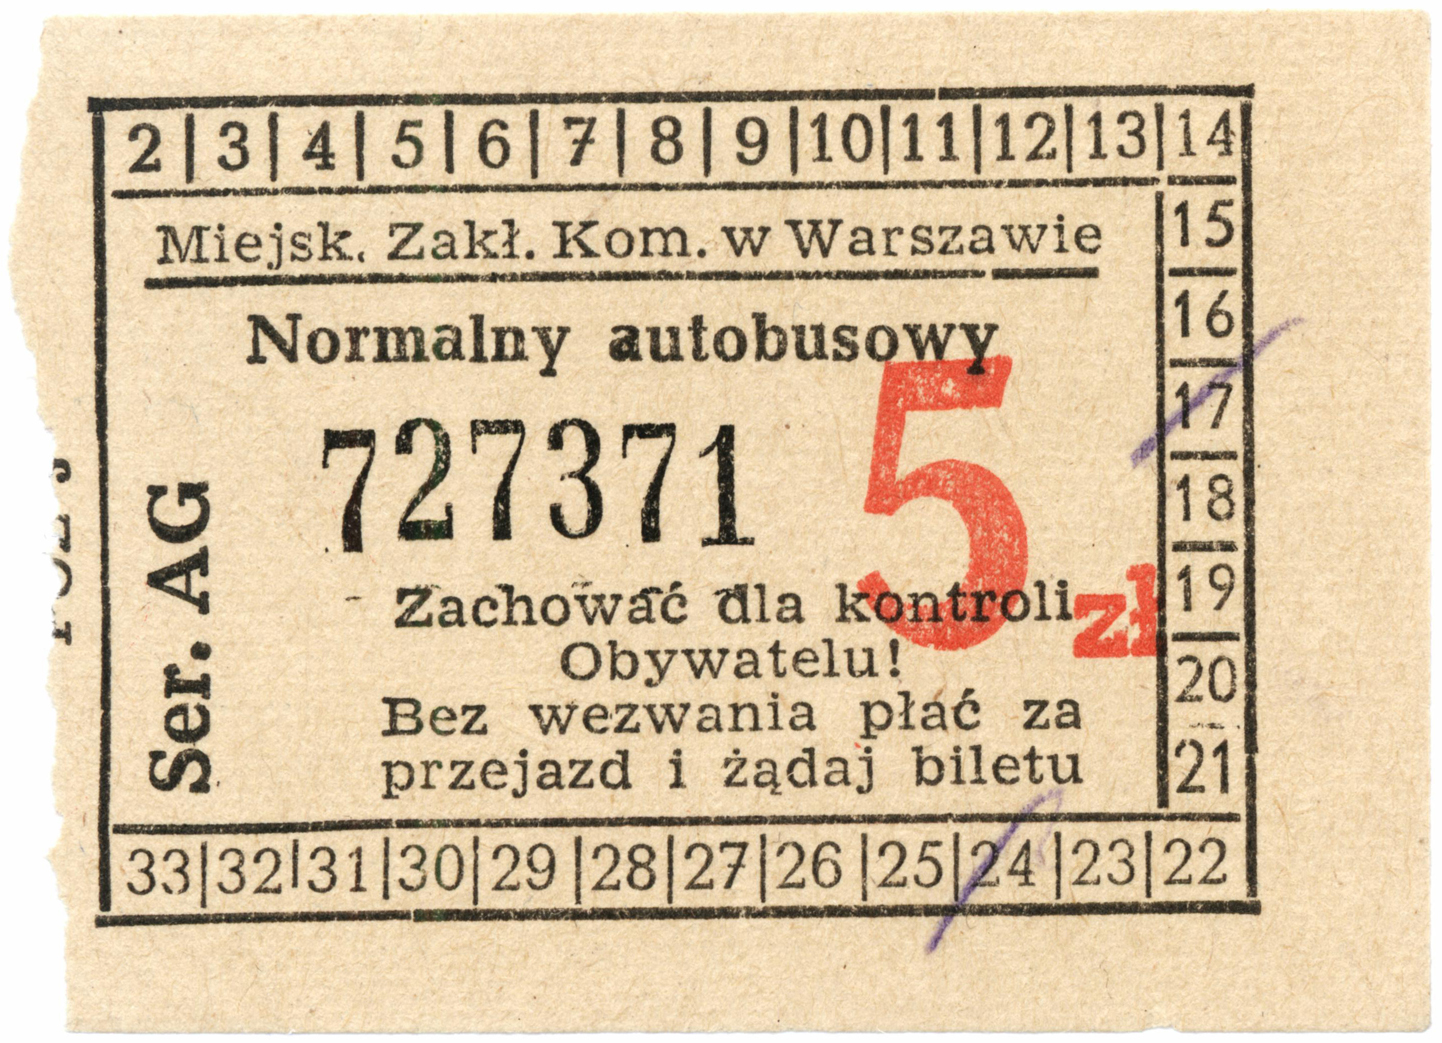 2 | 3 | 4 | 5 | 6 | 7 | 8 | 9 | 10 | 11 | 12 | 13 | 14
Miejsk. Zakł. Kom. w Warszawie
Normalny autobusowy
727371
5 zł
Ser. AG
Zachować dla kontroli
Obywatelu!
Bez wezwania płać za
przejazd i żądaj biletu
15
16
17
18
19
20
21
33 | 32 | 31 | 30 | 29 | 28 | 27 | 26 | 25 | 24 | 23 | 22